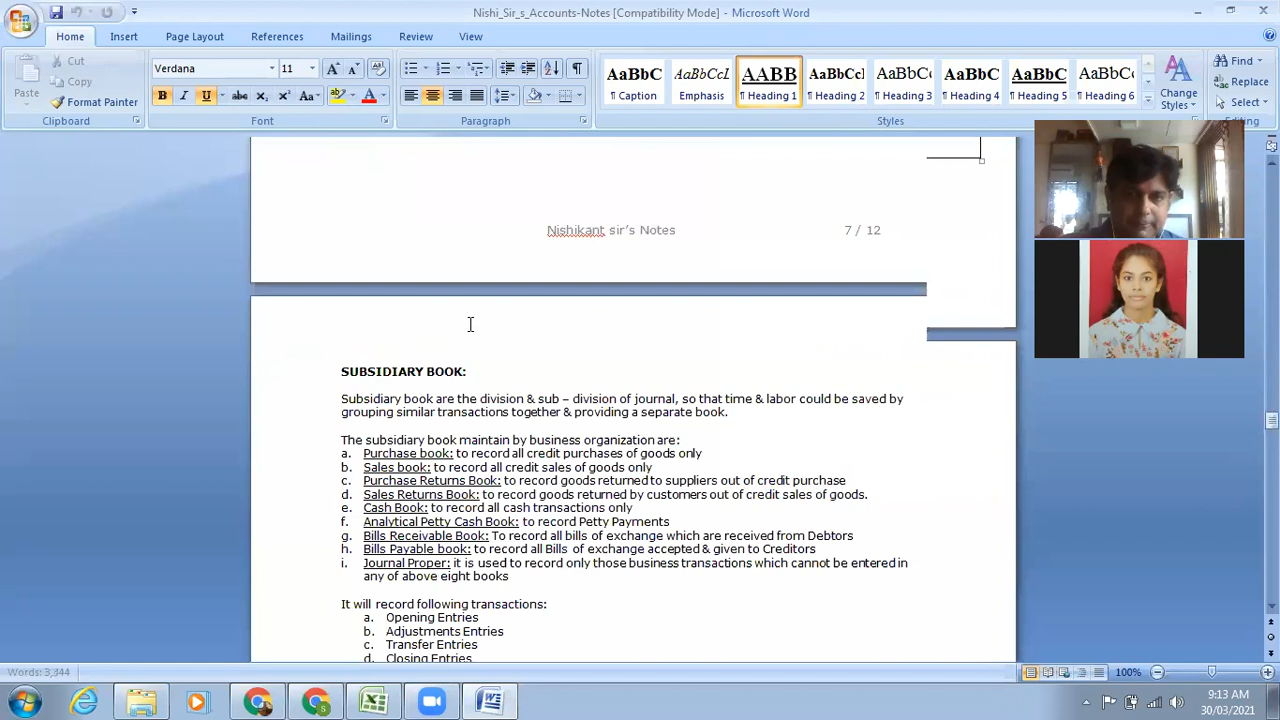 Nishi_Sir_s_Accounts-Notes [Compatibility Mode] - Microsoft Word
Home Insert Page Layout References Mailings Review View
Paste
Cut
Copy
Format Painter
Clipboard
Verdana 11
Font
Paragraph
AaBbC AaBbCcL AABB AaBbCcI AaBbC AaBbC AaBbC AaBbCc
¶ Caption Emphasis ¶ Heading 1 ¶ Heading 2 ¶ Heading 3 ¶ Heading 4 ¶ Heading 5 ¶ Heading 6
Change Styles
Styles
Find
Replace
Select
Editing
Nishikant sir's Notes 7 / 12
SUBSIDIARY BOOK:
Subsidiary book are the division & sub – division of journal, so that time & labor could be saved by
grouping similar transactions together & providing a separate book.
The subsidiary book maintain by business organization are:
a. Purchase book: to record all credit purchases of goods only
b. Sales book: to record all credit sales of goods only
c. Purchase Returns Book: to record goods returned to suppliers out of credit purchase
d. Sales Returns Book: to record goods returned by customers out of credit sales of goods.
e. Cash Book: to record all cash transactions only
f. Analytical Petty Cash Book: to record Petty Payments
g. Bills Receivable Book: To record all bills of exchange which are received from Debtors
h. Bills Payable book: to record all Bills of exchange accepted & given to Creditors
i. Journal Proper: it is used to record only those business transactions which cannot be entered in
any of above eight books
It will record following transactions:
a. Opening Entries
b. Adjustments Entries
c. Transfer Entries
d. Closing Entries
Words: 3,344
100%
9:13 AM
30/03/2021